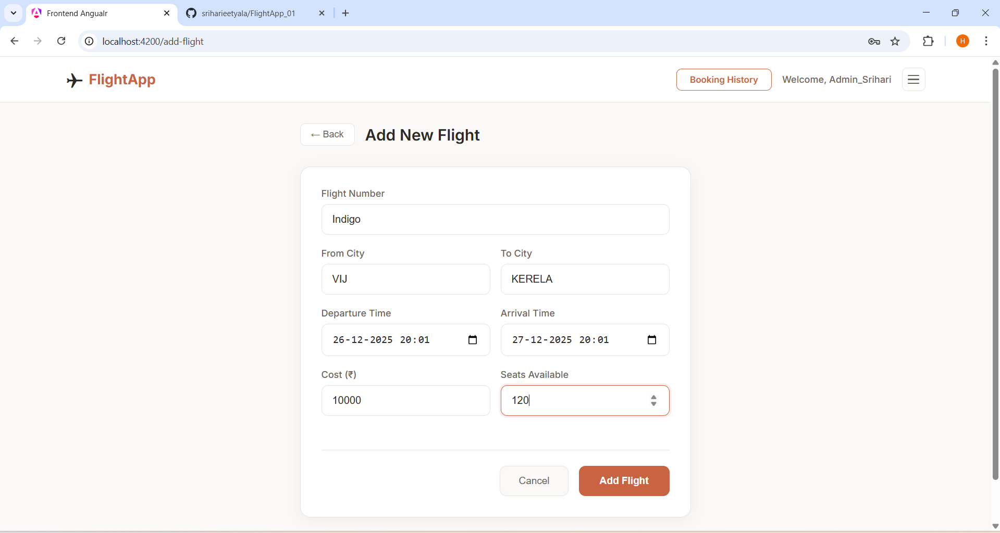 Frontend Angualr
sriharieetyala/FlightApp_01
localhost:4200/add-flight
H
FlightApp
Booking History
Welcome, Admin_Srihari
← Back
Add New Flight
Flight Number
Indigo
From City
To City
VIJ
KERELA
Departure Time
Arrival Time
26-12-2025 20:01
27-12-2025 20:01
Cost (₹)
Seats Available
10000
120
Cancel
Add Flight